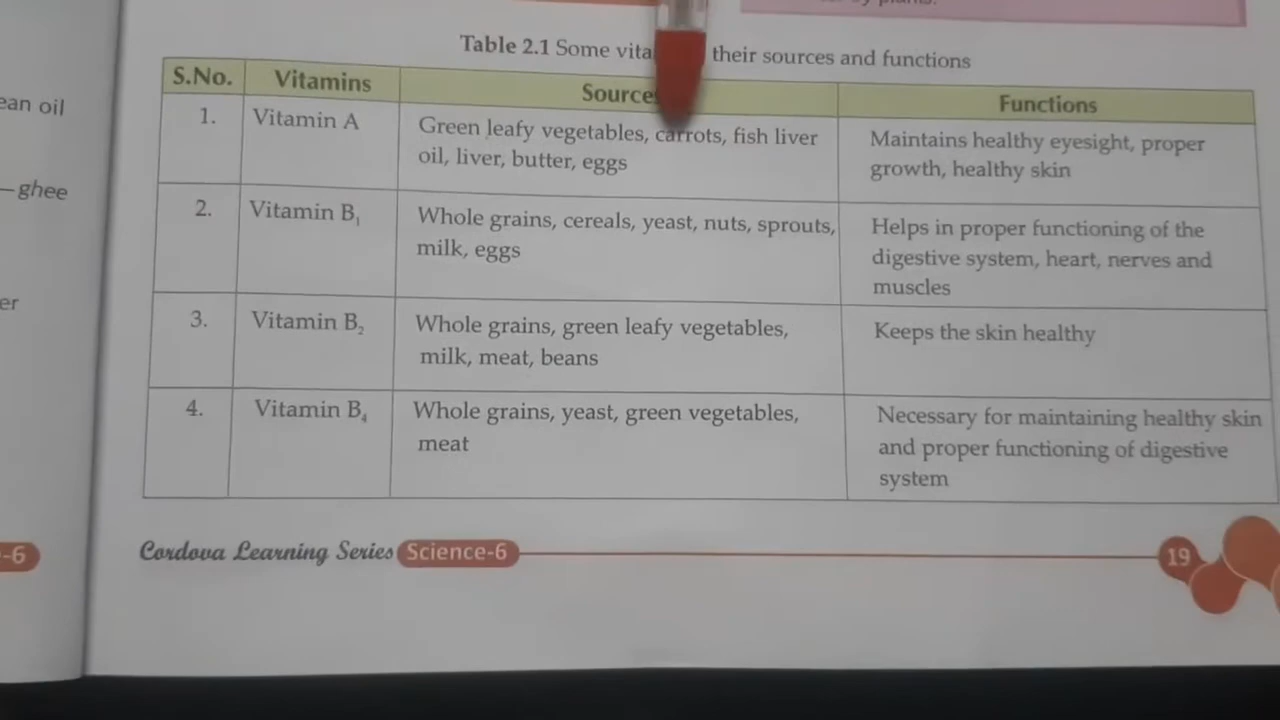 by plants.
Table 2.1 Some their sources and functions
S.No. Vitamins Sources Functions
1. Vitamin A Green leafy vegetables, carrots, fish liver Maintains healthy eyesight, proper
oil, liver, butter, eggs growth, healthy skin
2. Vitamin B₁ Whole grains, cereals, yeast, nuts, sprouts, Helps in proper functioning of the
milk, eggs digestive system, heart, nerves and
muscles
3. Vitamin B₂ Whole grains, green leafy vegetables, Keeps the skin healthy
milk, meat, beans
4. Vitamin B₄ Whole grains, yeast, green vegetables, Necessary for maintaining healthy skin
meat and proper functioning of digestive
system
Cordova Learning Series Science-6 19
oil
—ghee
-6